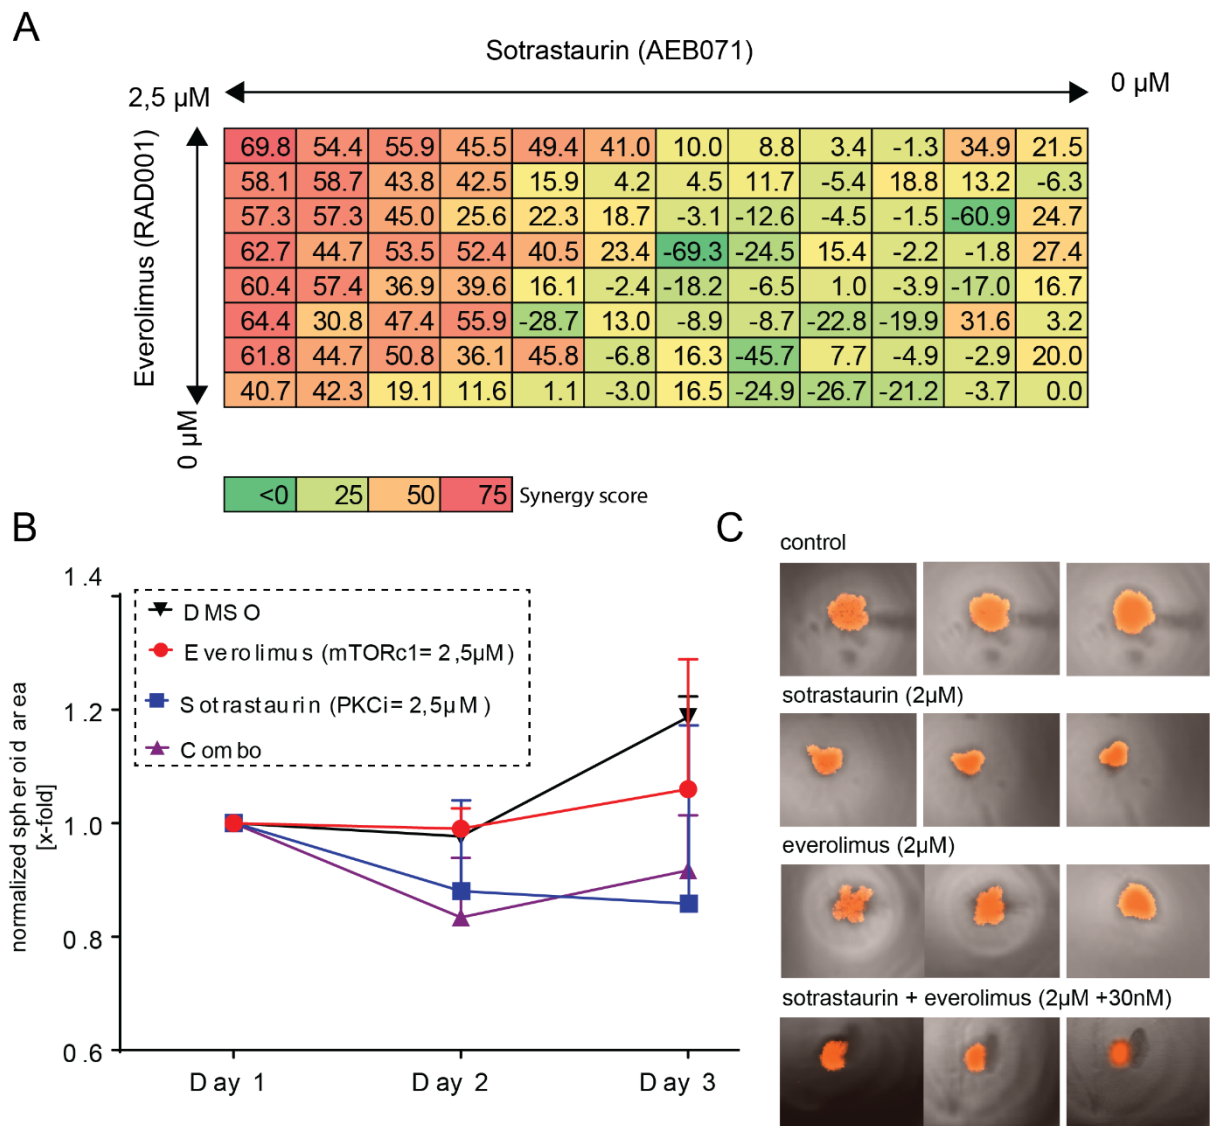 A
Sotrastaurin (AEB071)
2,5 µM
0 µM
Everolimus (RAD001)
69.8 54.4 55.9 45.5 49.4 41.0 10.0 8.8 3.4 -1.3 34.9 21.5
58.1 58.7 43.8 42.5 15.9 4.2 4.5 11.7 -5.4 18.8 13.2 -6.3
57.3 57.3 45.0 25.6 22.3 18.7 -3.1 -12.6 -4.5 -1.5 -60.9 24.7
62.7 44.7 53.5 52.4 40.5 23.4 -69.3 -24.5 15.4 -2.2 -1.8 27.4
60.4 57.4 36.9 39.6 16.1 -2.4 -18.2 -6.5 1.0 -3.9 -17.0 16.7
64.4 30.8 47.4 55.9 -28.7 13.0 -8.9 -8.7 -22.8 -19.9 31.6 3.2
61.8 44.7 50.8 36.1 45.8 -6.8 16.3 -45.7 7.7 -4.9 -2.9 20.0
40.7 42.3 19.1 11.6 1.1 -3.0 16.5 -24.9 -26.7 -21.2 -3.7 0.0
0 µM
<0 25 50 75 Synergy score
B
normalized spheroid area
[x-fold]
1.4
1.2
1.0
0.8
0.6
DMSO
Everolimus (mTORc1= 2,5µM)
Sotrastaurin (PKCi= 2,5µM )
Combo
Day 1 Day 2 Day 3
C
control
sotrastaurin (2µM)
everolimus (2µM)
sotrastaurin + everolimus (2µM +30nM)